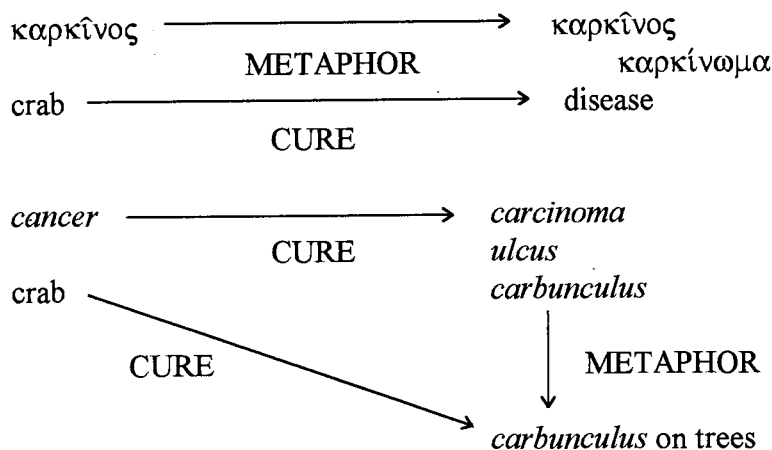 καρκῖνος καρκῖνος
METAPHOR καρκίνωμα
crab disease
CURE
cancer carcinoma
CURE ulcus
crab carbunculus
CURE METAPHOR
carbunculus on trees